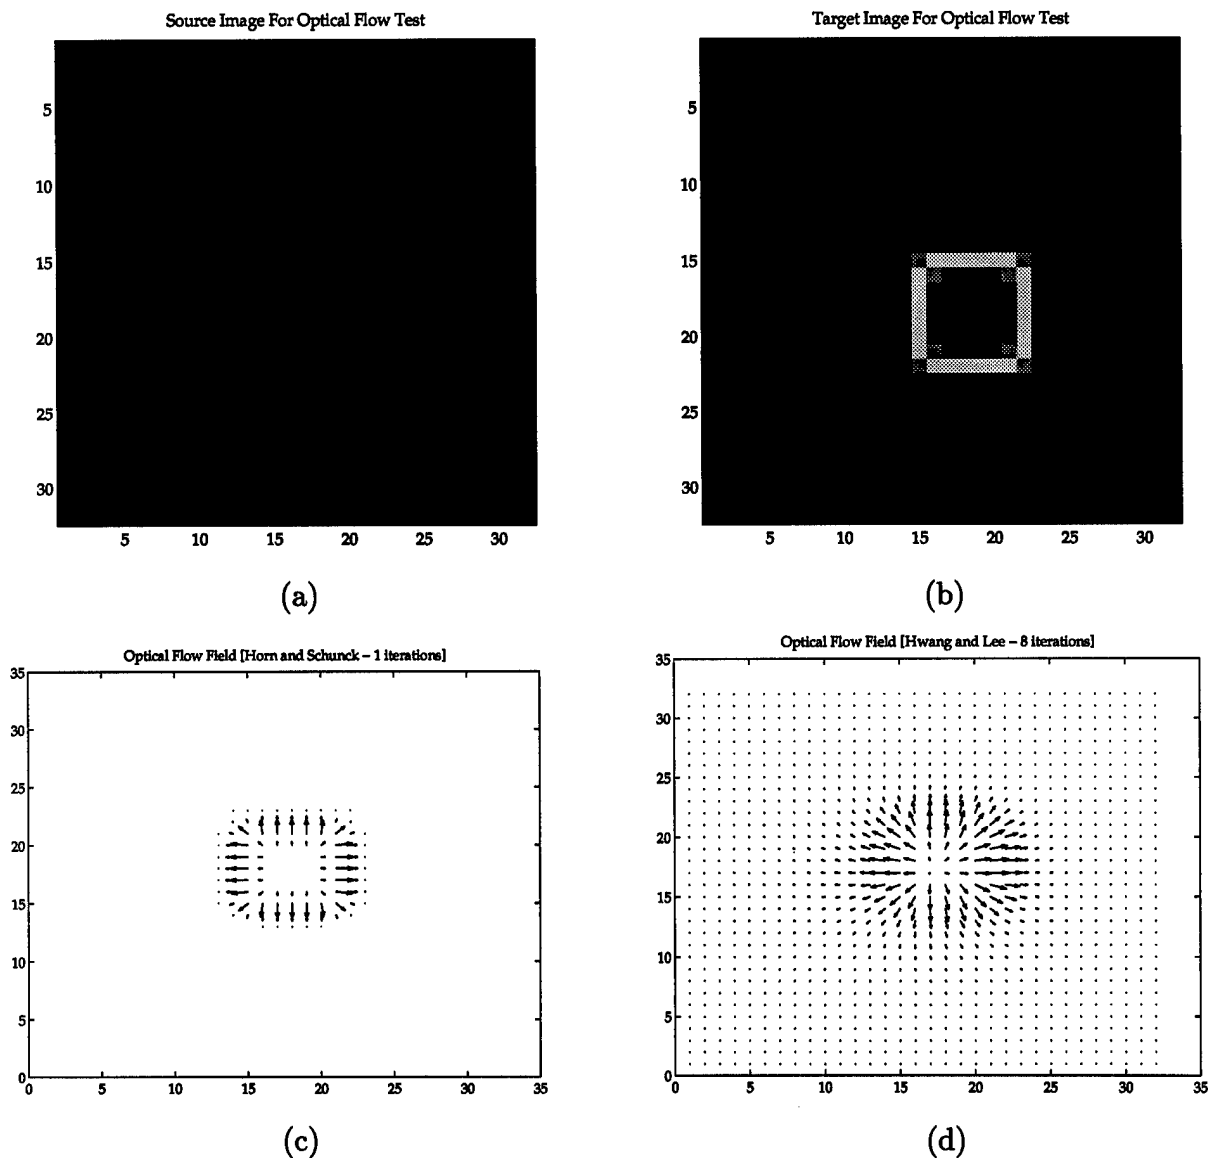 Source Image For Optical Flow Test
5
10
15
20
25
30
5 10 15 20 25 30
(a)
Target Image For Optical Flow Test
5
10
15
20
25
30
5 10 15 20 25 30
(b)
Optical Flow Field [Horn and Schunck – 1 iterations]
35
30
25
20
15
10
5
0
0 5 10 15 20 25 30 35
(c)
Optical Flow Field [Hwang and Lee – 8 iterations]
35
30
25
20
15
10
5
0
0 5 10 15 20 25 30 35
(d)